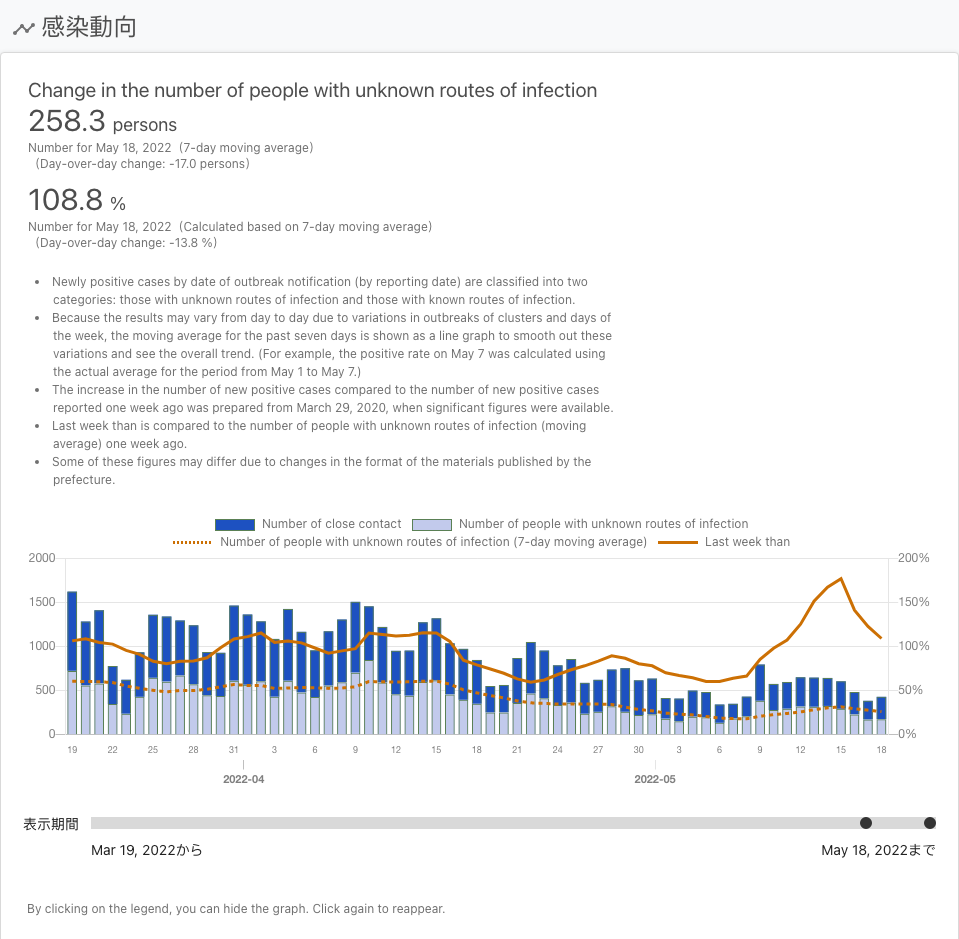 感染動向
Change in the number of people with unknown routes of infection
258.3 persons
Number for May 18, 2022  (7-day moving average)
(Day-over-day change: -17.0 persons)
108.8 %
Number for May 18, 2022  (Calculated based on 7-day moving average)
(Day-over-day change: -13.8 %)
• Newly positive cases by date of outbreak notification (by reporting date) are classified into two
categories: those with unknown routes of infection and those with known routes of infection.
• Because the results may vary from day to day due to variations in outbreaks of clusters and days of
the week, the moving average for the past seven days is shown as a line graph to smooth out these
variations and see the overall trend. (For example, the positive rate on May 7 was calculated using
the actual average for the period from May 1 to May 7.)
• The increase in the number of new positive cases compared to the number of new positive cases
reported one week ago was prepared from March 29, 2020, when significant figures were available.
• Last week than is compared to the number of people with unknown routes of infection (moving
average) one week ago.
• Some of these figures may differ due to changes in the format of the materials published by the
prefecture.
Number of close contact Number of people with unknown routes of infection
Number of people with unknown routes of infection (7-day moving average) Last week than
2000 200%
1500 150%
1000 100%
500 50%
0 0%
19 22 25 28 31 3 6 9 12 15 18 21 24 27 30 3 6 9 12 15 18
2022-04 2022-05
表示期間
Mar 19, 2022から May 18, 2022まで
By clicking on the legend, you can hide the graph. Click again to reappear.